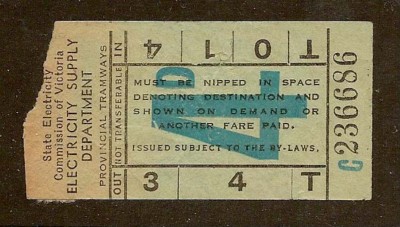 State Electricity
Commission of Victoria
ELECTRICITY SUPPLY
DEPARTMENT
PROVINCIAL TRAMWAYS
NOT TRANSFERABLE
IN
4 1 0 T
4D
MUST BE NIPPED IN SPACE
DENOTING DESTINATION AND
SHOWN ON DEMAND OR
ANOTHER FARE PAID.
ISSUED SUBJECT TO THE BY-LAWS,
OUT
3 4 T
C 236686